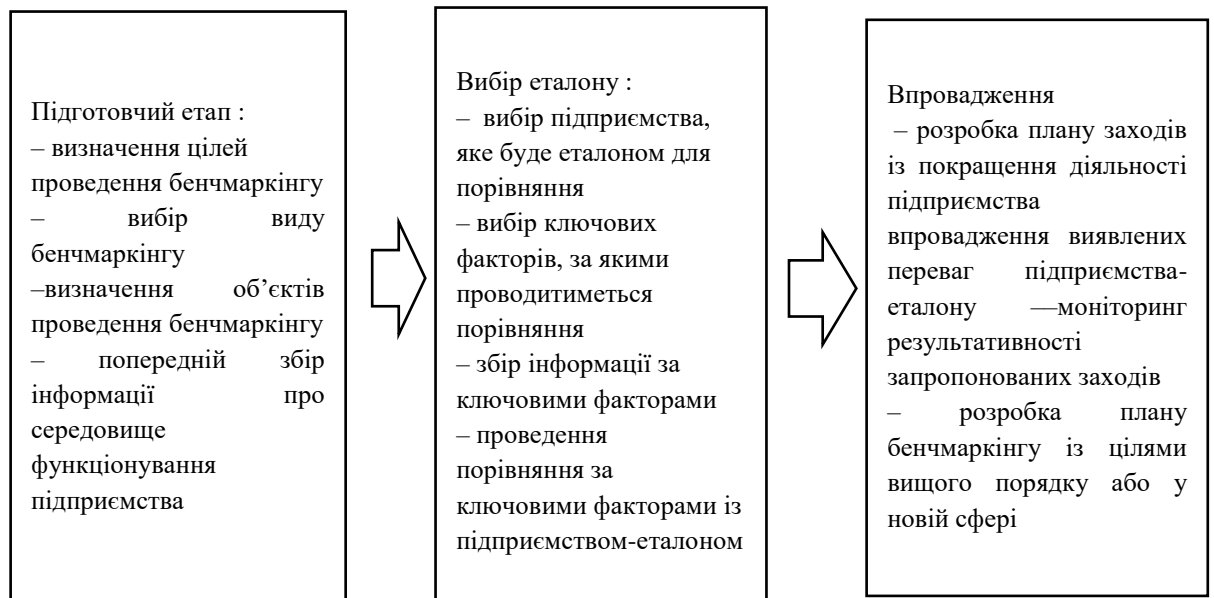 Підготовчий етап :
– визначення цілей
проведення бенчмаркінгу
– вибір виду
бенчмаркінгу
–визначення об’єктів
проведення бенчмаркінгу
– попередній збір
інформації про
середовище
функціонування
підприємства
Вибір еталону :
– вибір підприємства,
яке буде еталоном для
порівняння
– вибір ключових
факторів, за якими
проводитиметься
порівняння
– збір інформації за
ключовими факторами
– проведення
порівняння за
ключовими факторами із
підприємством-еталоном
Впровадження
– розробка плану заходів
із покращення діяльності
підприємства
впровадження виявлених
переваг підприємства-
еталону —моніторинг
результативності
запропонованих заходів
– розробка плану
бенчмаркінгу із цілями
вищого порядку або у
новій сфері